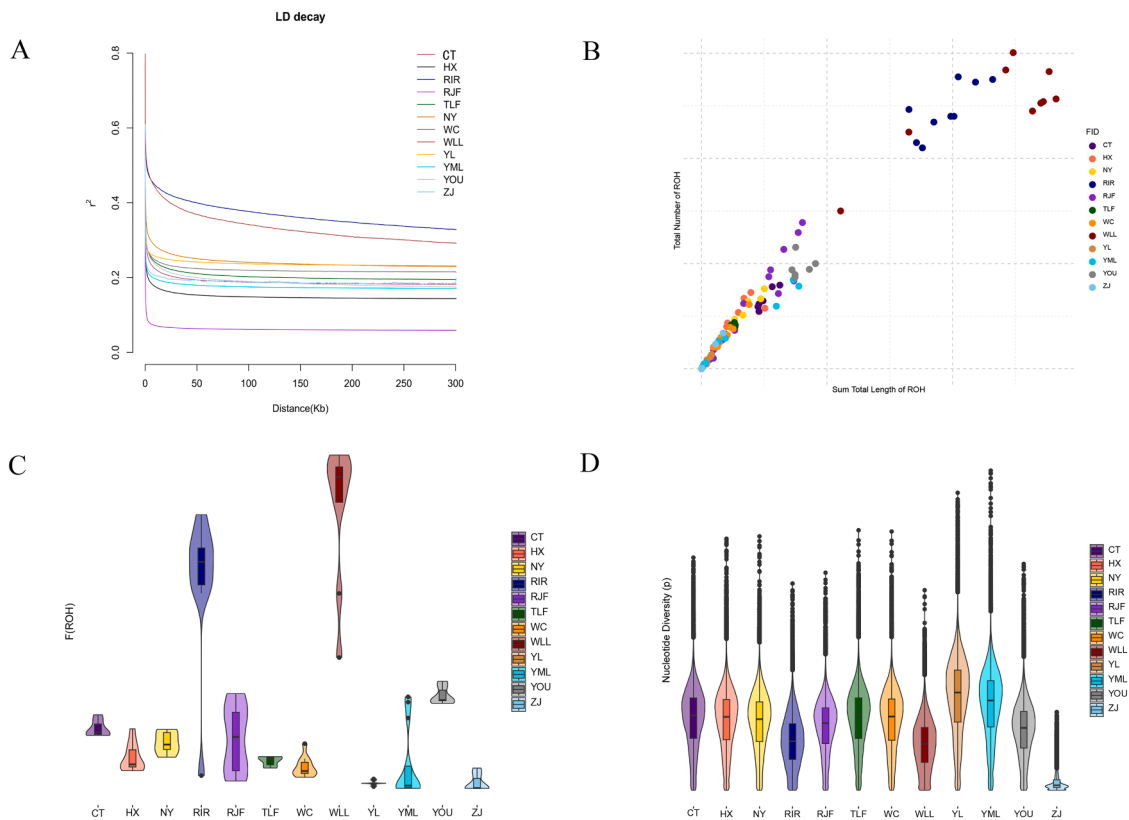 LD decay
A
0.8
0.6
0.4
0.2
0.0
r²
0
50
100
150
200
250
300
Distance(Kb)
CT
HX
RIR
RJF
TLF
NY
WC
WLL
YL
YML
YOU
ZJ
B
Total Number of ROH
Sum Total Length of ROH
FID
CT
HX
NY
RIR
RJF
TLF
WC
WLL
YL
YML
YOU
ZJ
C
F(ROH)
CT
HX
NY
RIR
RJF
TLF
WC
WLL
YL
YML
YOU
ZJ
CT
HX
NY
RIR
RJF
TLF
WC
WLL
YL
YML
YOU
ZJ
D
Nucleotide Diversity (p)
CT
HX
NY
RIR
RJF
TLF
WC
WLL
YL
YML
YOU
ZJ
CT
HX
NY
RIR
RJF
TLF
WC
WLL
YL
YML
YOU
ZJ